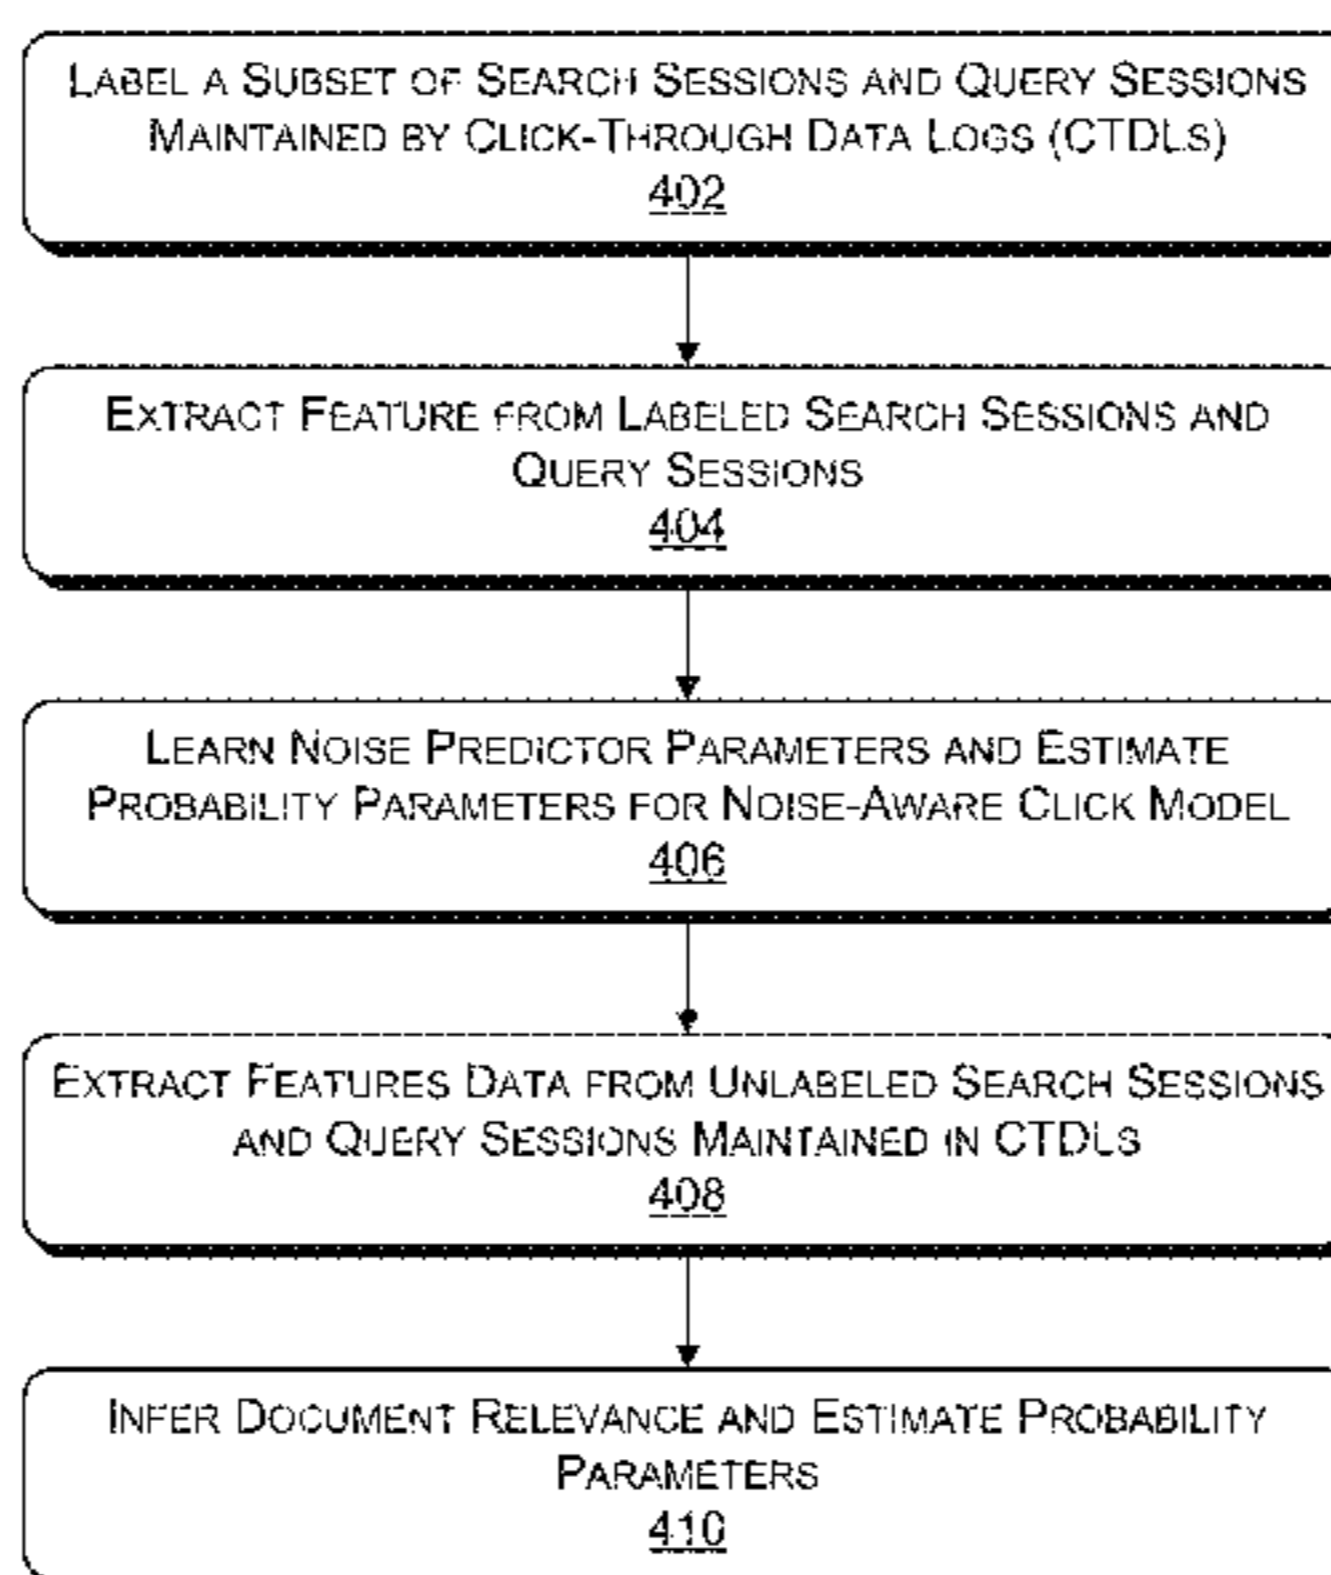 LABEL A SUBSET OF SEARCH SESSIONS AND QUERY SESSIONS
MAINTAINED BY CLICK-THROUGH DATA LOGS (CTDLS)
402
EXTRACT FEATURE FROM LABELED SEARCH SESSIONS AND
QUERY SESSIONS
404
LEARN NOISE PREDICTOR PARAMETERS AND ESTIMATE
PROBABILITY PARAMETERS FOR NOISE-AWARE CLICK MODEL
406
EXTRACT FEATURES DATA FROM UNLABELED SEARCH SESSIONS
AND QUERY SESSIONS MAINTAINED IN CTDLS
408
INFER DOCUMENT RELEVANCE AND ESTIMATE PROBABILITY
PARAMETERS
410